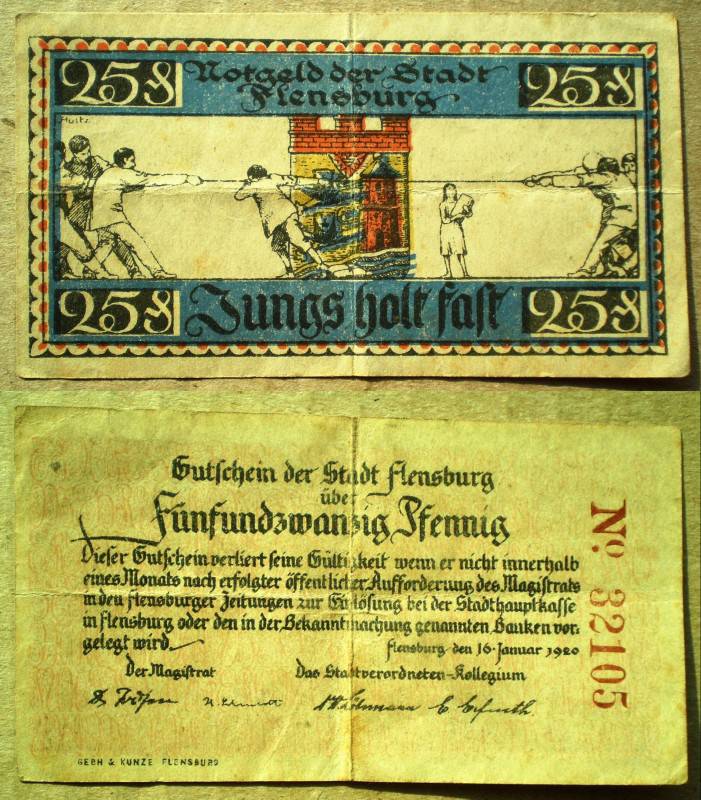 25₰ Notgeld der Stadt 25₰
Flensburg
Holtz
25₰ Jungs holt fast 25₰
Gutschein der Stadt Flensburg
über
Fünfundzwanzig Pfennig
Dieser Gutschein verliert seine Gültigkeit wenn er nicht innerhalb
eines Monats nach erfolgter öffentlicher Aufforderung des Magistrats
in den Flensburger Zeitungen zur Einlösung bei der Stadthauptkasse
in Flensburg oder den in der Bekanntmachung genannten Banken vor-
gelegt wird.
Flensburg den 16. Januar 1920
Der Magistrat Das Stadtverordneten-Kollegium
No. 32105
GEBH & KUNZE FLENSBURG